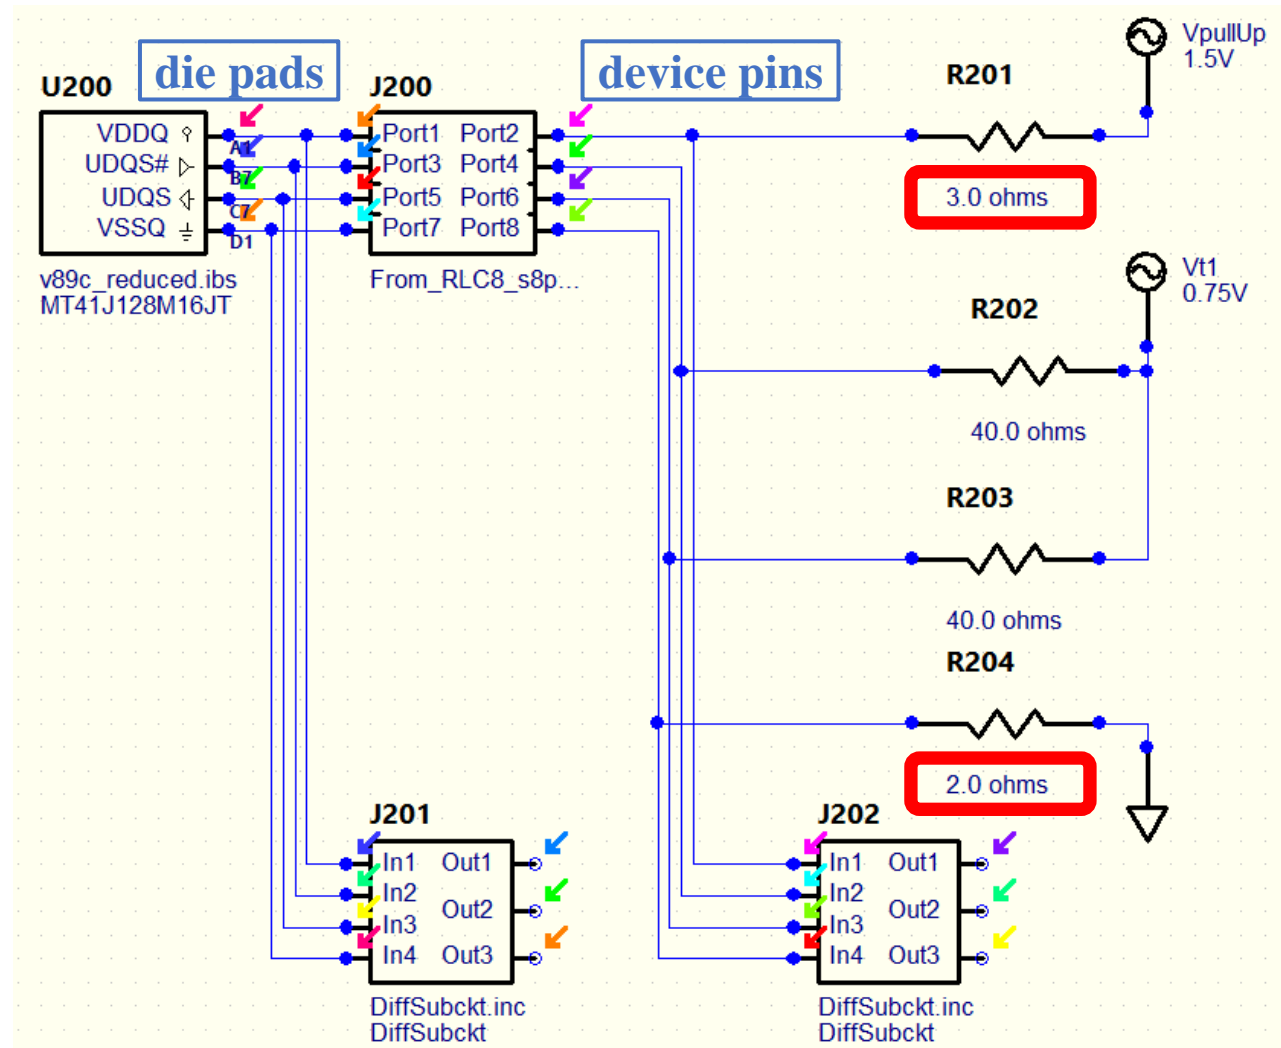 die pads
device pins
U200
J200
VDDQ
UDQS#
UDQS
VSSQ
A1
B7
C7
D1
v89c_reduced.ibs
MT41J128M16JT
Port1 Port2
Port3 Port4
Port5 Port6
Port7 Port8
From_RLC8_s8p...
R201
3.0 ohms
VpullUp
1.5V
Vt1
0.75V
R202
40.0 ohms
R203
40.0 ohms
R204
2.0 ohms
J201
In1 Out1
In2
Out2
In3
In4 Out3
DiffSubckt.inc
DiffSubckt
J202
In1 Out1
In2
Out2
In3
In4 Out3
DiffSubckt.inc
DiffSubckt